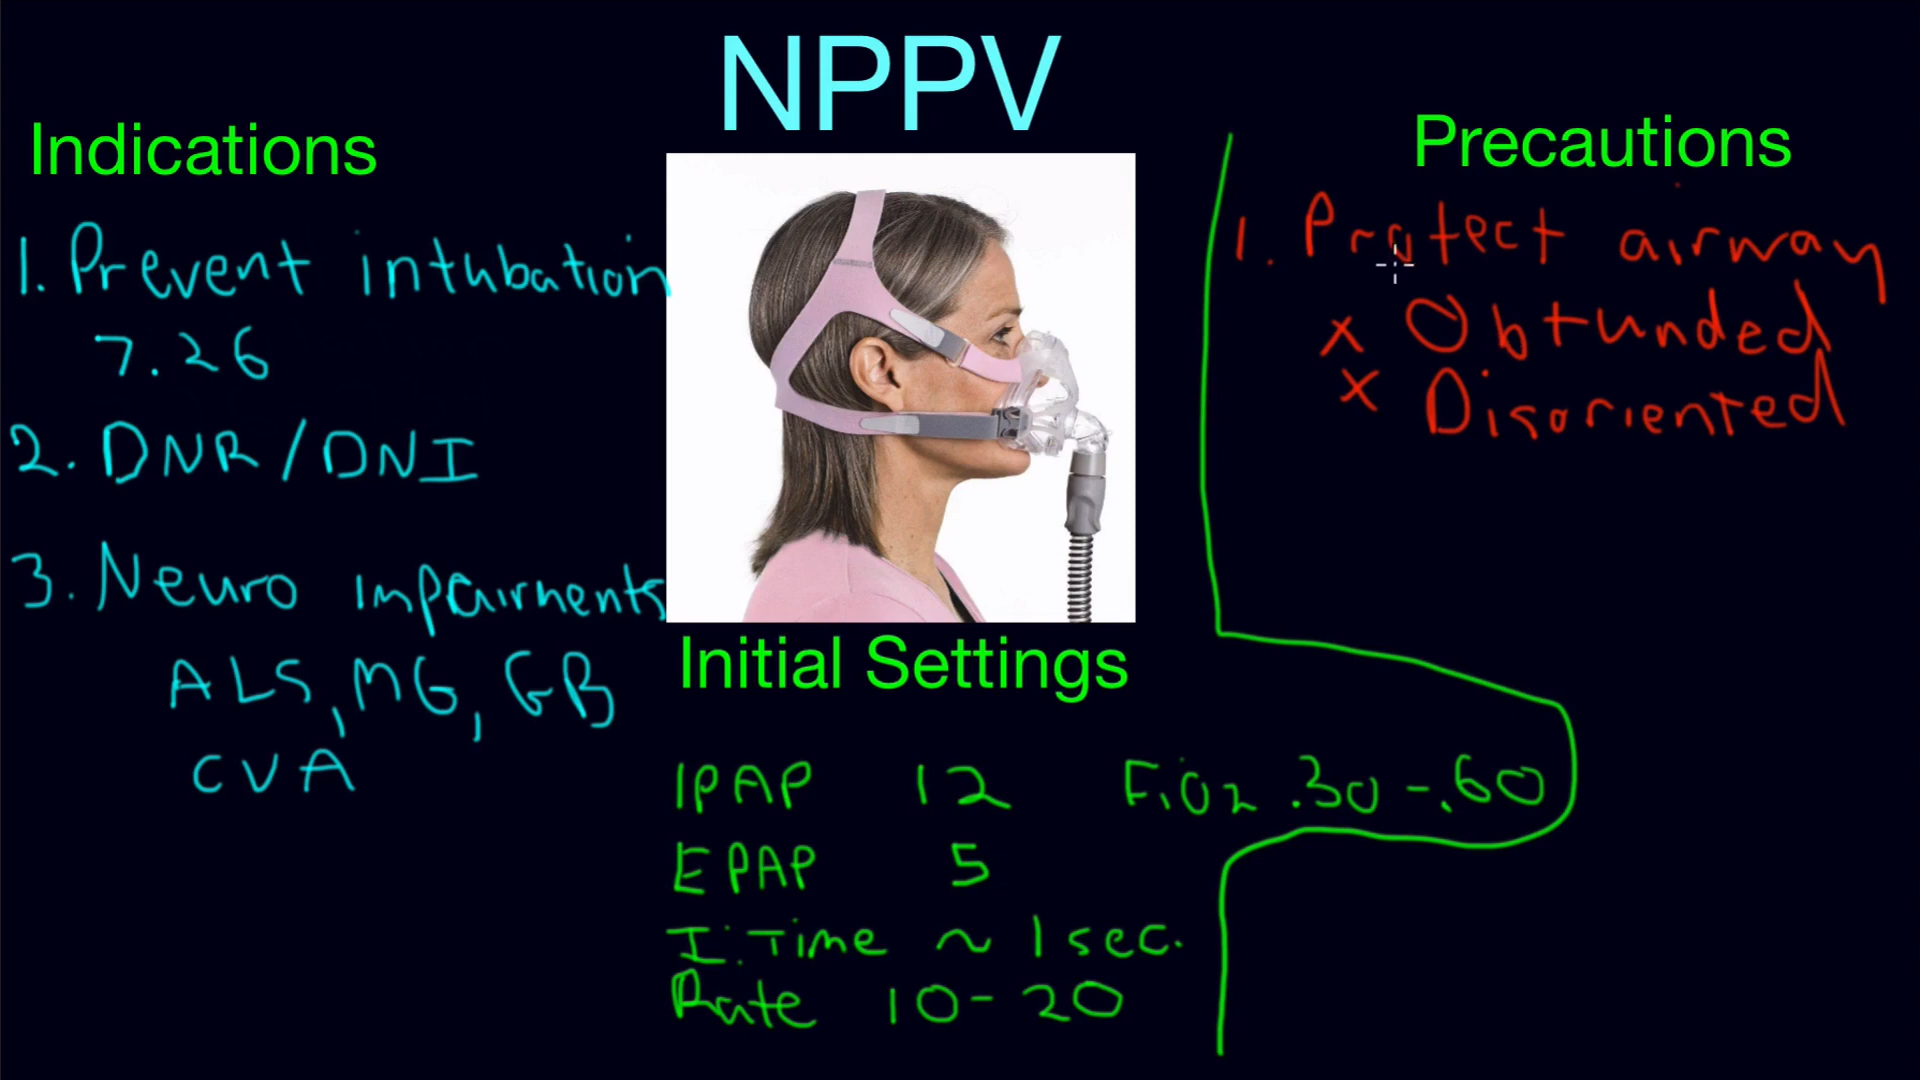 NPPV
Indications
1. Prevent intubation
7.26
2. DNR/DNI
3. Neuro impairments
ALS, MG, GB
CVA
Initial Settings
IPAP 12 FiO2 .30-.60
EPAP 5
I:Time ~ 1 sec.
Rate 10-20
Precautions
1. Protect airway
x Obtunded
x Disoriented